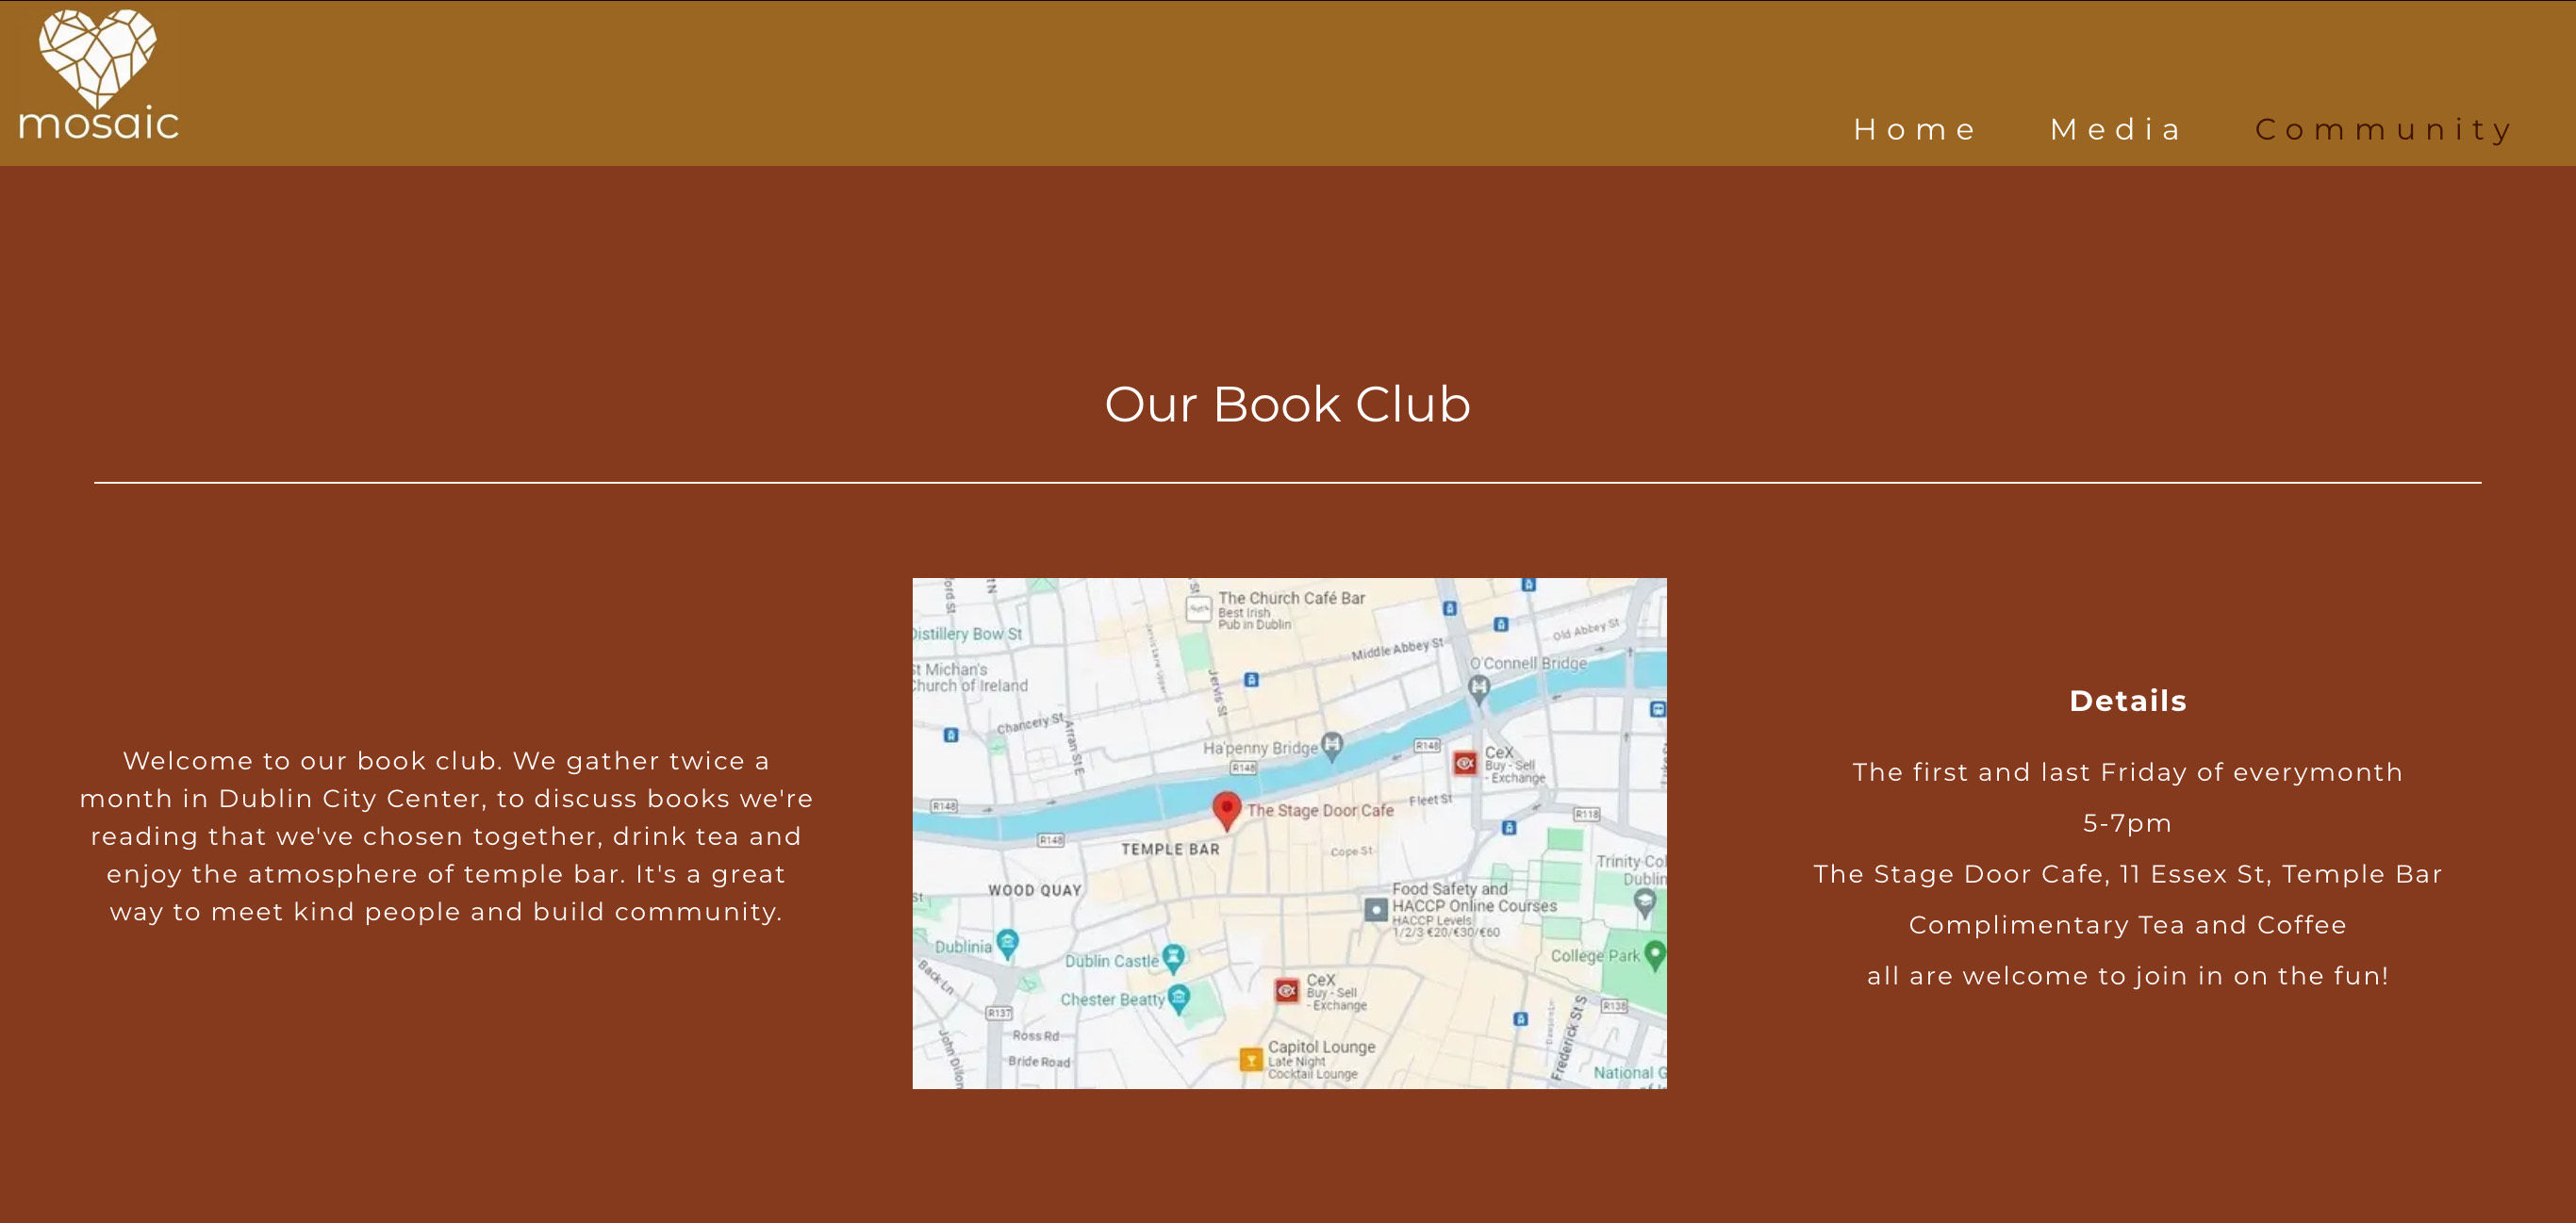 mosaic
Home Media Community
Our Book Club
Welcome to our book club. We gather twice a
month in Dublin City Center, to discuss books we're
reading that we've chosen together, drink tea and
enjoy the atmosphere of temple bar. It's a great
way to meet kind people and build community.
The Church Café Bar
Best Irish
Pub in Dublin
Distillery Bow St
Old Abbey St
Middle Abbey St
St Michan's
Church of Ireland
O'Connell Bridge
Jervis St
Chancery St
Ha'penny Bridge
R148
R148
CeX
Buy - Sell
- Exchange
R148
The Stage Door Cafe
Fleet St
R118
R148
TEMPLE BAR
Cope St
Trinity Col
Dublin
WOOD QUAY
Food Safety and
HACCP Online Courses
HACCP Levels
1/2/3 €20/€30/€60
St
Dublinia
Dublin Castle
College Park
Back Ln
Chester Beatty
CeX
Buy - Sell
- Exchange
R137
R138
Ross Rd
Bride Road
John Dillon
Capitol Lounge
Late Night
Cocktail Lounge
Frederick St S
National G
Details
The first and last Friday of everymonth
5-7pm
The Stage Door Cafe, 11 Essex St, Temple Bar
Complimentary Tea and Coffee
all are welcome to join in on the fun!